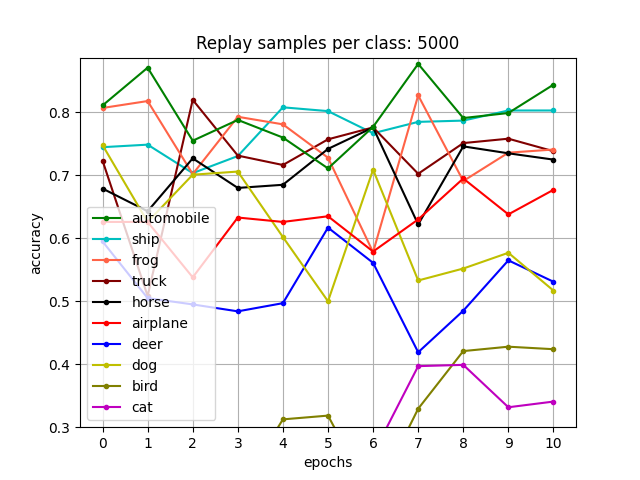 Replay samples per class: 5000
accuracy
0.8
0.7
0.6
0.5
0.4
0.3
automobile
ship
frog
truck
horse
airplane
deer
dog
bird
cat
0 1 2 3 4 5 6 7 8 9 10
epochs